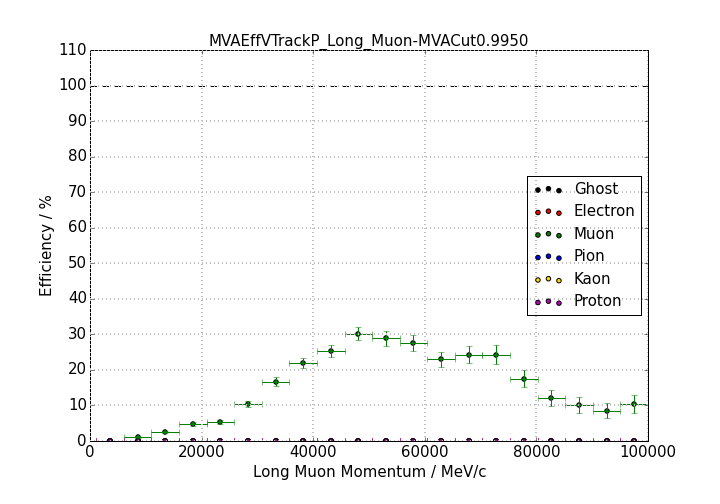 MVAEffVTrackP_Long_Muon-MVACut0.9950
110
100
90
80
70
60
50
40
30
20
10
0
Efficiency / %
Ghost
Electron
Muon
Pion
Kaon
Proton
0 20000 40000 60000 80000 100000
Long Muon Momentum / MeV/c